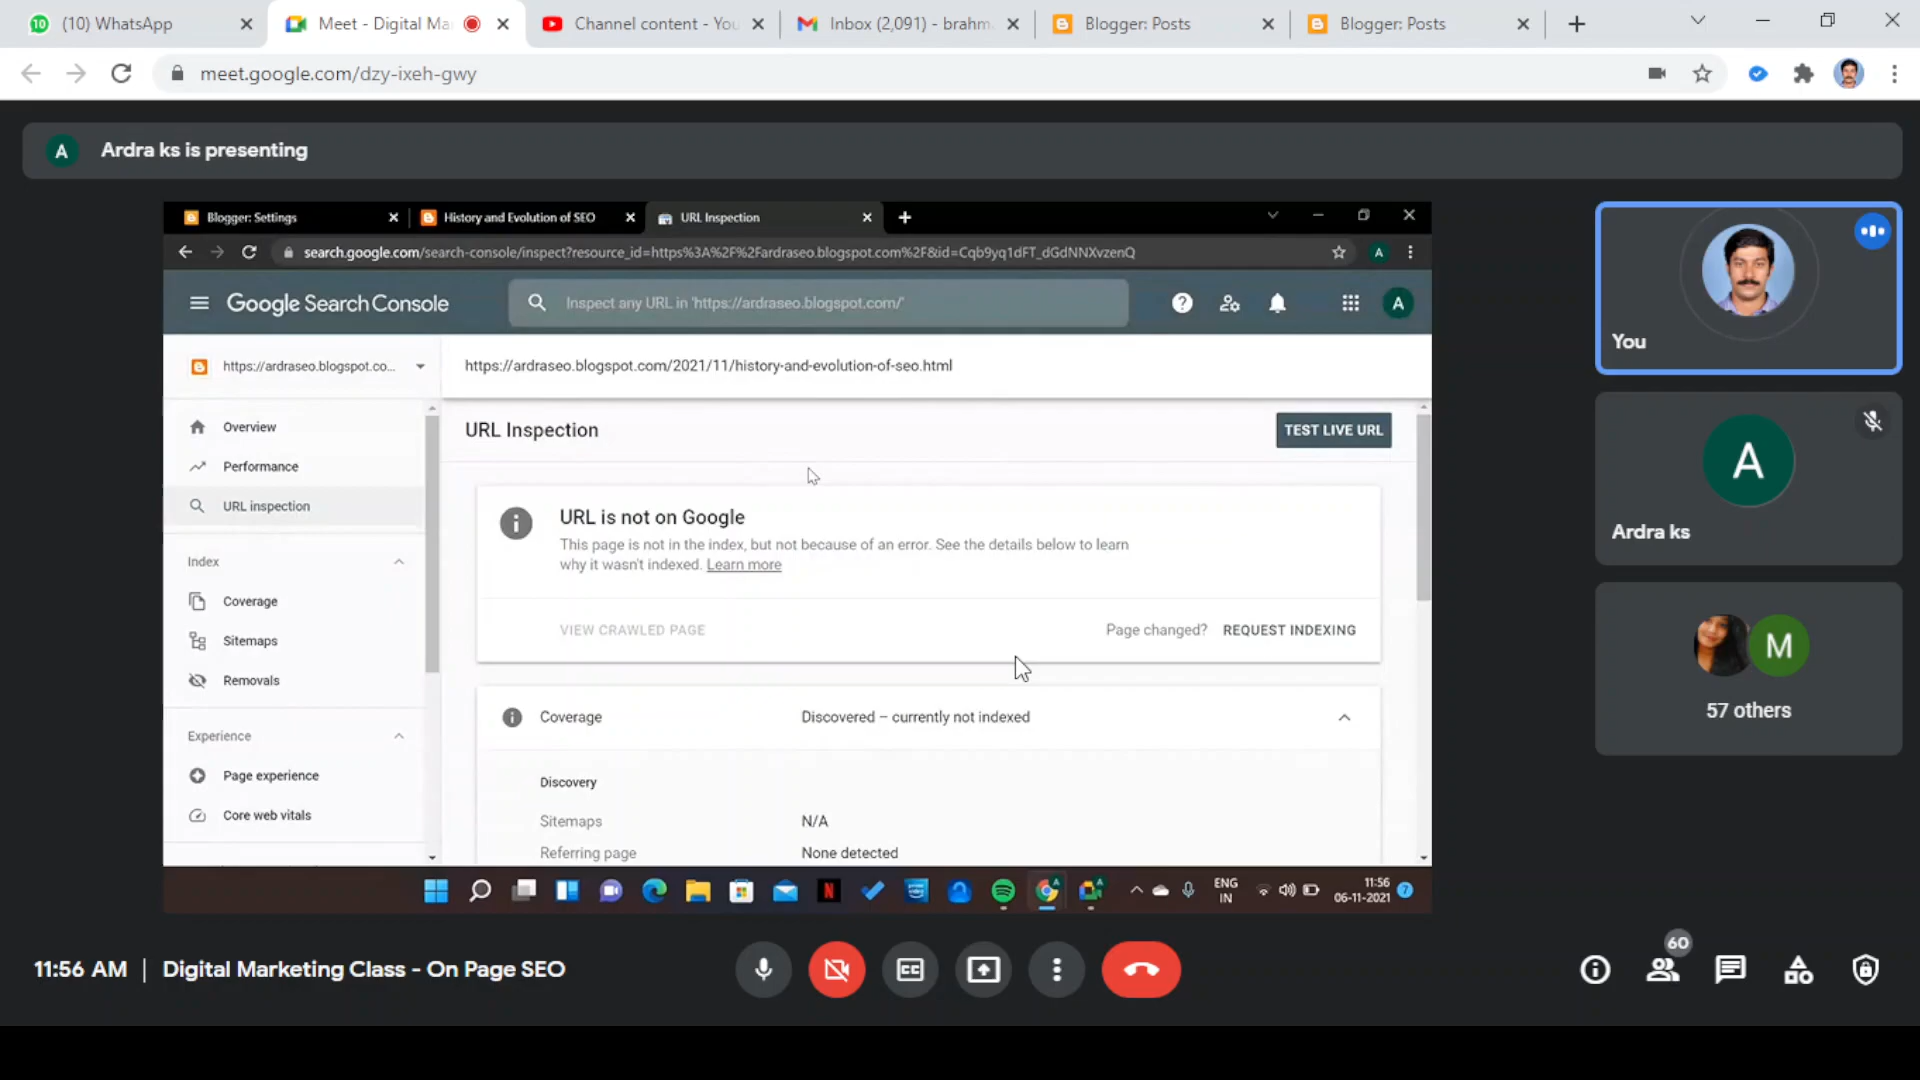 (10) WhatsApp
Meet - Digital Ma
Channel content - You
Inbox (2,091) - brahm
Blogger: Posts
Blogger: Posts
meet.google.com/dzy-ixeh-gwy
A
Ardra ks is presenting
Blogger: Settings
History and Evolution of SEO
URL Inspection
search.google.com/search-console/inspect?resource_id=https%3A%2F%2Fardraseo.blogspot.com%2F&id=Cqb9yq1dFT_dGdNNXvzenQ
A
Google Search Console
Inspect any URL in 'https://ardraseo.blogspot.com/'
A
https://ardraseo.blogspot.co...
https://ardraseo.blogspot.com/2021/11/history-and-evolution-of-seo.html
Overview
Performance
URL inspection
Index
Coverage
Sitemaps
Removals
Experience
Page experience
Core web vitals
URL Inspection
TEST LIVE URL
URL is not on Google
This page is not in the index, but not because of an error. See the details below to learn
why it wasn't indexed. Learn more
VIEW CRAWLED PAGE
Page changed? REQUEST INDEXING
Coverage
Discovered – currently not indexed
Discovery
Sitemaps
N/A
Referring page
None detected
ENG
IN
11:56
06-11-2021
7
You
A
Ardra ks
M
57 others
11:56 AM | Digital Marketing Class - On Page SEO
CC
60